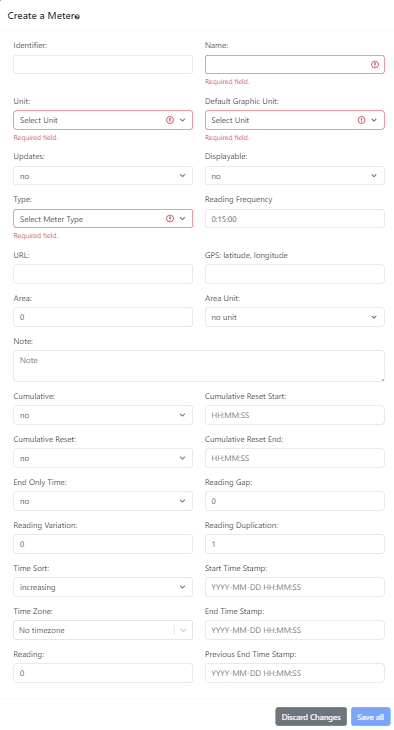 Create a Meter
Identifier: Name:
Required field.
Unit: Default Graphic Unit:
Select Unit Select Unit
Required field. Required field.
Updates: Displayable:
no no
Type: Reading Frequency
Select Meter Type 0:15:00
Required field.
URL: GPS: latitude, longitude
Area: Area Unit:
0 no unit
Note:
Note
Cumulative: Cumulative Reset Start:
no HH:MM:SS
Cumulative Reset: Cumulative Reset End:
no HH:MM:SS
End Only Time: Reading Gap:
no 0
Reading Variation: Reading Duplication:
0 1
Time Sort: Start Time Stamp:
increasing YYYY-MM-DD HH:MM:SS
Time Zone: End Time Stamp:
No timezone YYYY-MM-DD HH:MM:SS
Reading: Previous End Time Stamp:
0 YYYY-MM-DD HH:MM:SS
Discard Changes Save all